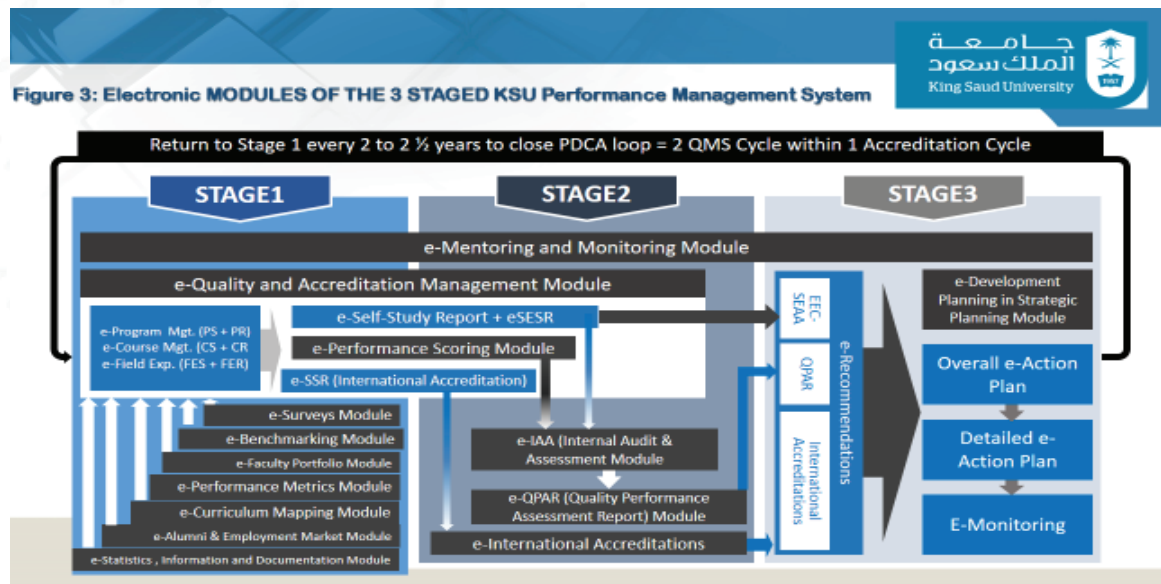 جامعة
الملك سعود
King Saud University
1957
Figure 3: Electronic MODULES OF THE 3 STAGED KSU Performance Management System
Return to Stage 1 every 2 to 2 ½ years to close PDCA loop = 2 QMS Cycle within 1 Accreditation Cycle
STAGE1
STAGE2
STAGE3
e-Mentoring and Monitoring Module
e-Quality and Accreditation Management Module
e-Program Mgt. (PS + PR)
e-Course Mgt. (CS + CR
e-Field Exp. (FES + FER)
e-Self-Study Report + eSESR
e-Performance Scoring Module
e-SSR (International Accreditation)
e-Surveys Module
e-Benchmarking Module
e-Faculty Portfolio Module
e-Performance Metrics Module
e-Curriculum Mapping Module
e-Alumni & Employment Market Module
e-Statistics , Information and Documentation Module
e-IAA (Internal Audit &
Assessment Module
e-QPAR (Quality Performance
Assessment Report) Module
e-International Accreditations
EEC-
SEAA
QPAR
International
Accreditations
e-Recommendations
e-Development
Planning in Strategic
Planning Module
Overall e-Action
Plan
Detailed e-
Action Plan
E-Monitoring